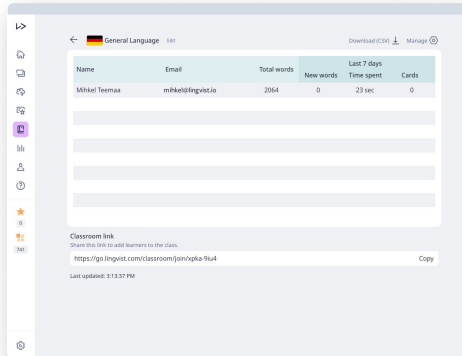 General Language Edit Download (CSV) Manage
Last 7 days
Name Email Total words New words Time spent Cards
Mihkel Teemaa mihkel@lingvist.io 2064 0 23 sec 0
0
741
Classroom link
Share this link to add learners to the class.
https://go.lingvist.com/classroom/join/xpka-9iu4 Copy
Last updated: 3:13:37 PM